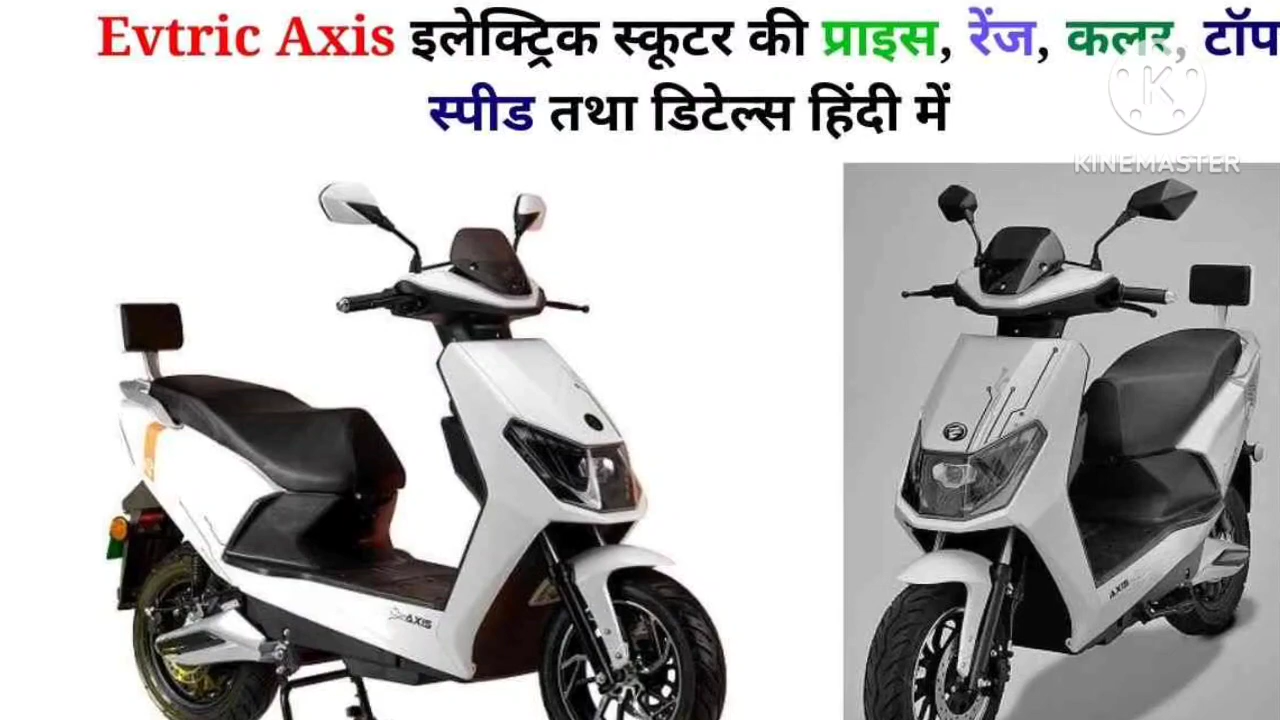 Evtric Axis इलेक्ट्रिक स्कूटर की प्राइस, रेंज, कलर, टॉप
स्पीड तथा डिटेल्स हिंदी में
KINEMASTER
AXIS
AXIS